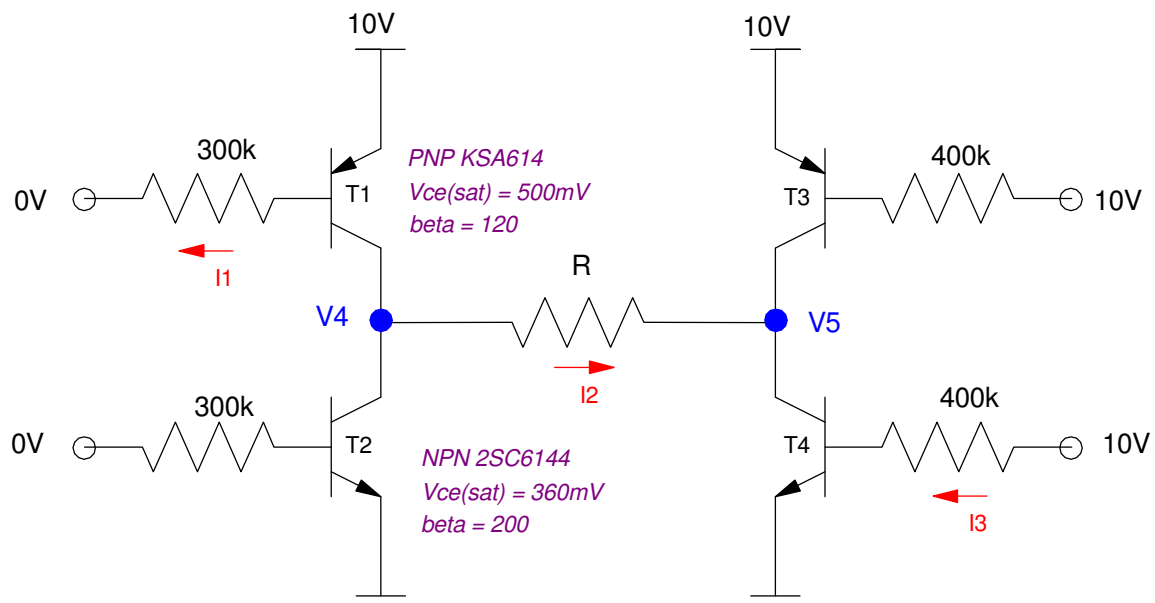 10V
10V
300k
PNP KSA614
Vce(sat) = 500mV
beta = 120
400k
0V
T1
T3
10V
I1
R
V4
V5
I2
300k
400k
0V
T2
NPN 2SC6144
Vce(sat) = 360mV
beta = 200
T4
10V
I3